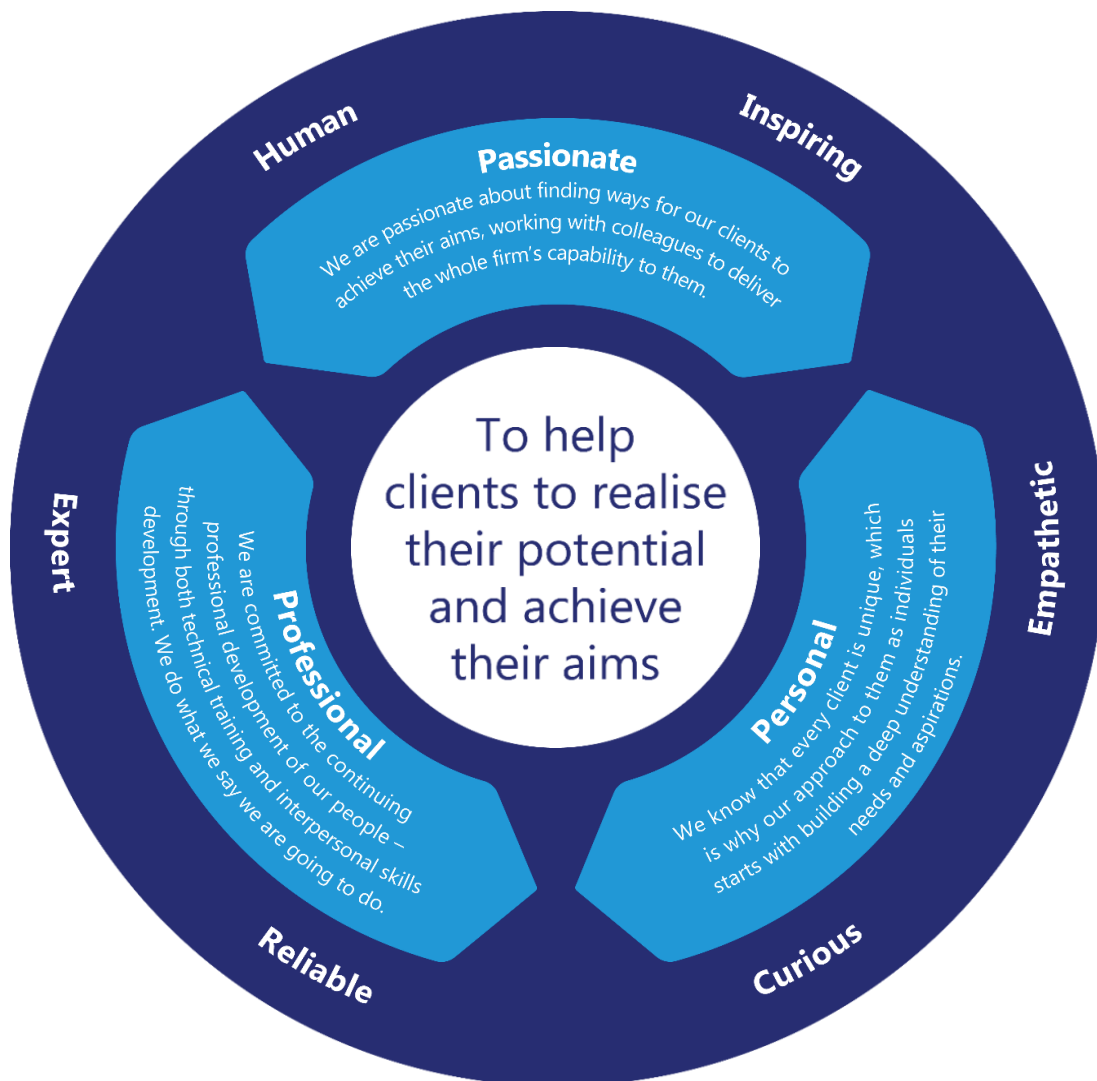 Human
Inspiring
Passionate
We are passionate about finding ways for our clients to
achieve their aims, working with colleagues to deliver
the whole firm's capability to them.
To help
clients to realise
their potential
and achieve
their aims
Empathetic
Personal
We know that every client is unique, which
is why our approach to them as individuals
starts with building a deep understanding of their
needs and aspirations.
Curious
Expert
Professional
We are committed to the continuing
professional development of our people –
through both technical training and interpersonal skills
development. We do what we say we are going to do.
Reliable